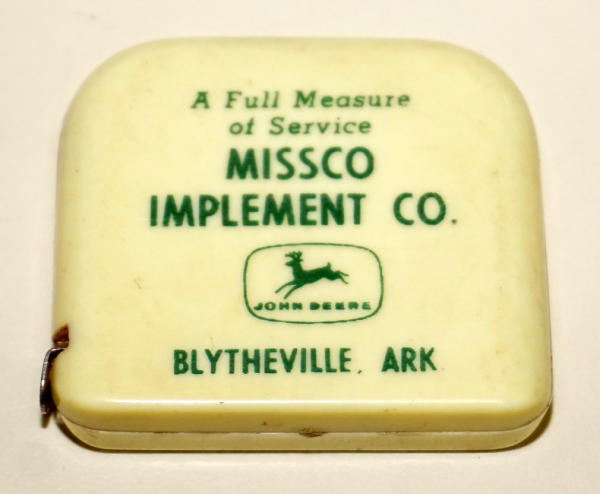 A Full Measure
of Service
MISSCO
IMPLEMENT CO.
JOHN DEERE
BLYTHEVILLE, ARK